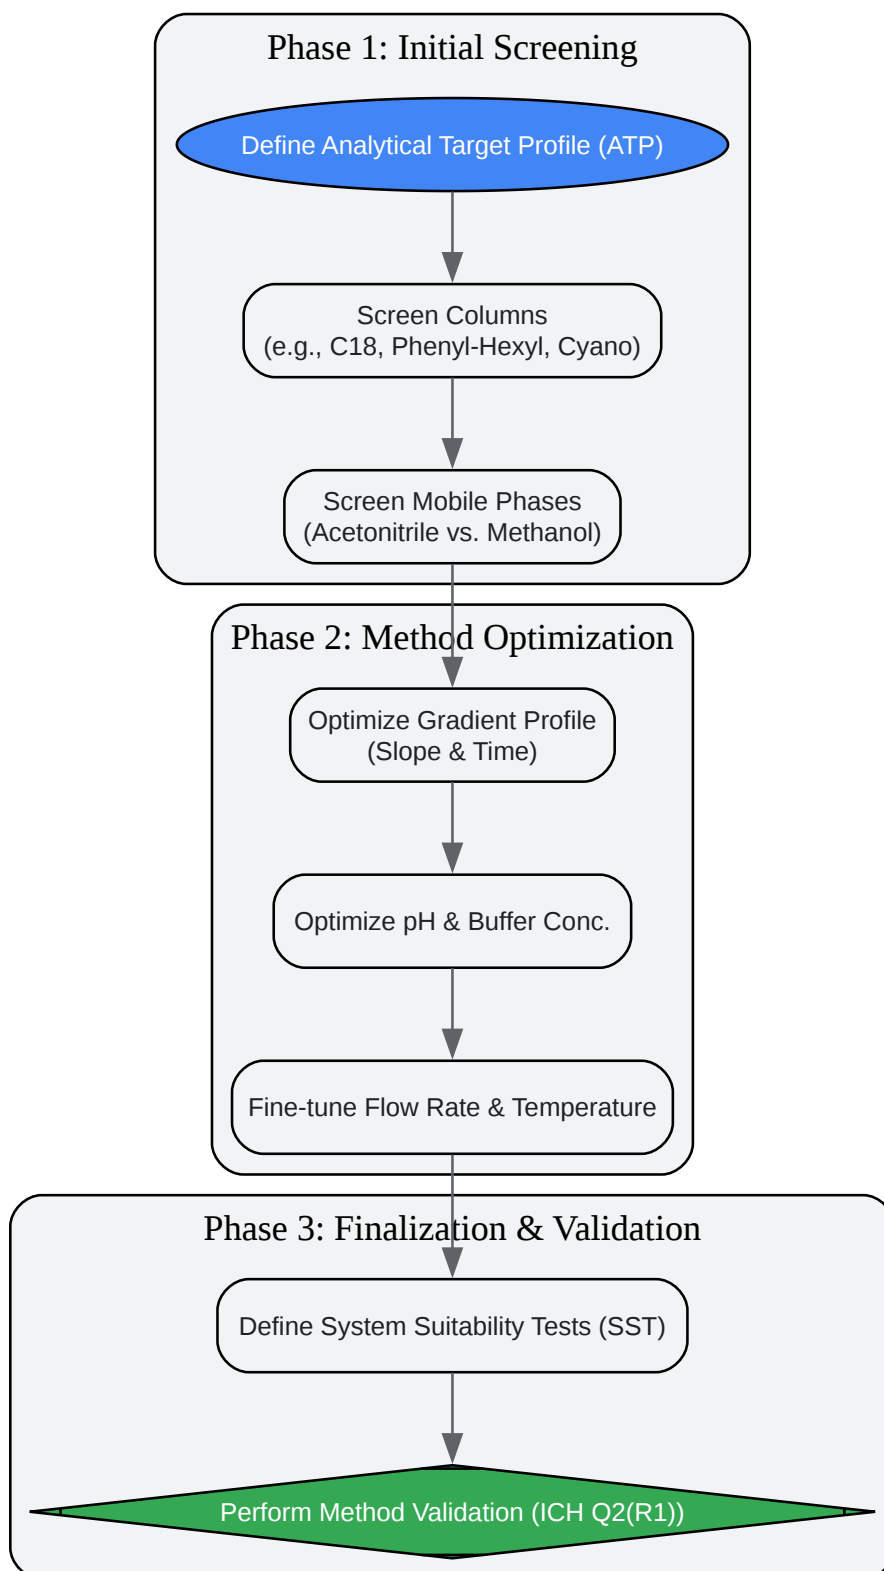 Phase 1: Initial Screening
Define Analytical Target Profile (ATP)
Screen Columns
(e.g., C18, Phenyl-Hexyl, Cyano)
Screen Mobile Phases
(Acetonitrile vs. Methanol)
Phase 2: Method Optimization
Optimize Gradient Profile
(Slope & Time)
Optimize pH & Buffer Conc.
Fine-tune Flow Rate & Temperature
Phase 3: Finalization & Validation
Define System Suitability Tests (SST)
Perform Method Validation (ICH Q2(R1))